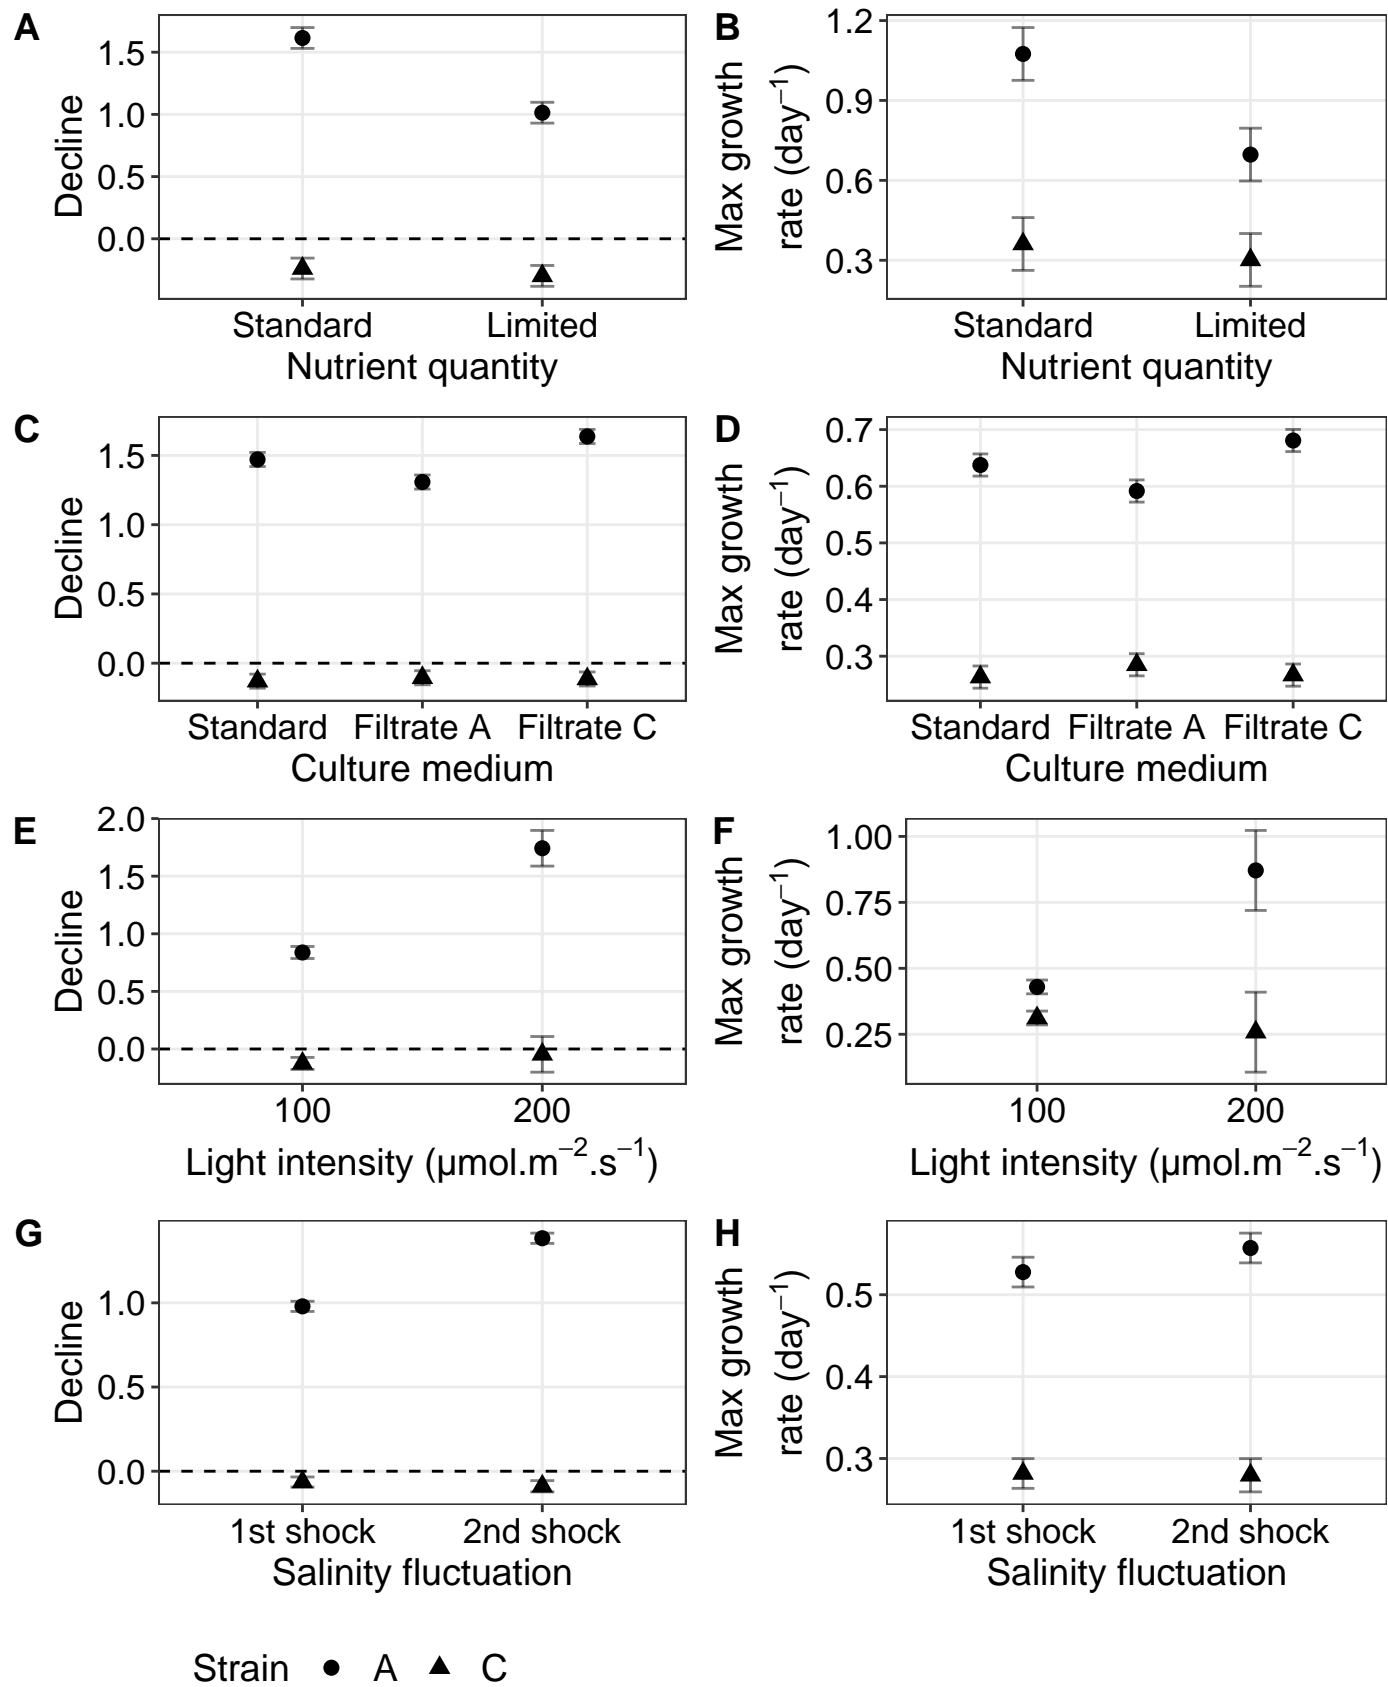 A
Decline
1.5
1.0
0.5
0.0
Standard Limited
Nutrient quantity
B
Max growth
rate (day⁻¹)
1.2
0.9
0.6
0.3
Standard Limited
Nutrient quantity
C
Decline
1.5
1.0
0.5
0.0
Standard Filtrate A Filtrate C
Culture medium
D
Max growth
rate (day⁻¹)
0.7
0.6
0.5
0.4
0.3
Standard Filtrate A Filtrate C
Culture medium
E
Decline
2.0
1.5
1.0
0.5
0.0
100 200
Light intensity (µmol.m⁻².s⁻¹)
F
Max growth
rate (day⁻¹)
1.00
0.75
0.50
0.25
100 200
Light intensity (µmol.m⁻².s⁻¹)
G
Decline
1.0
0.5
0.0
1st shock 2nd shock
Salinity fluctuation
H
Max growth
rate (day⁻¹)
0.5
0.4
0.3
1st shock 2nd shock
Salinity fluctuation
Strain A C